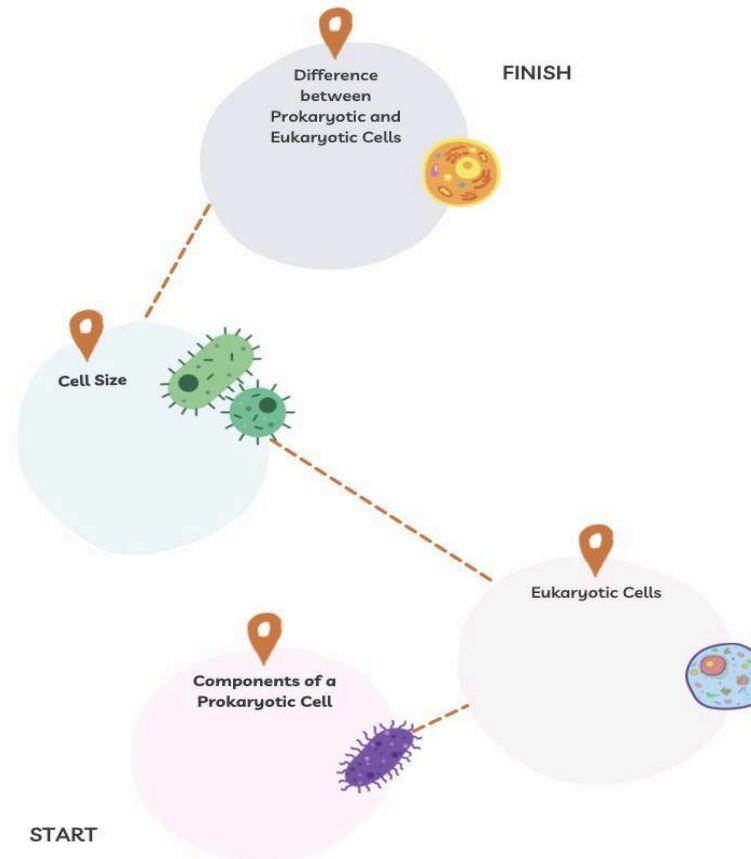 Difference
between
Prokaryotic and
Eukaryotic Cells
FINISH
Cell Size
Eukaryotic Cells
Components of a
Prokaryotic Cell
START